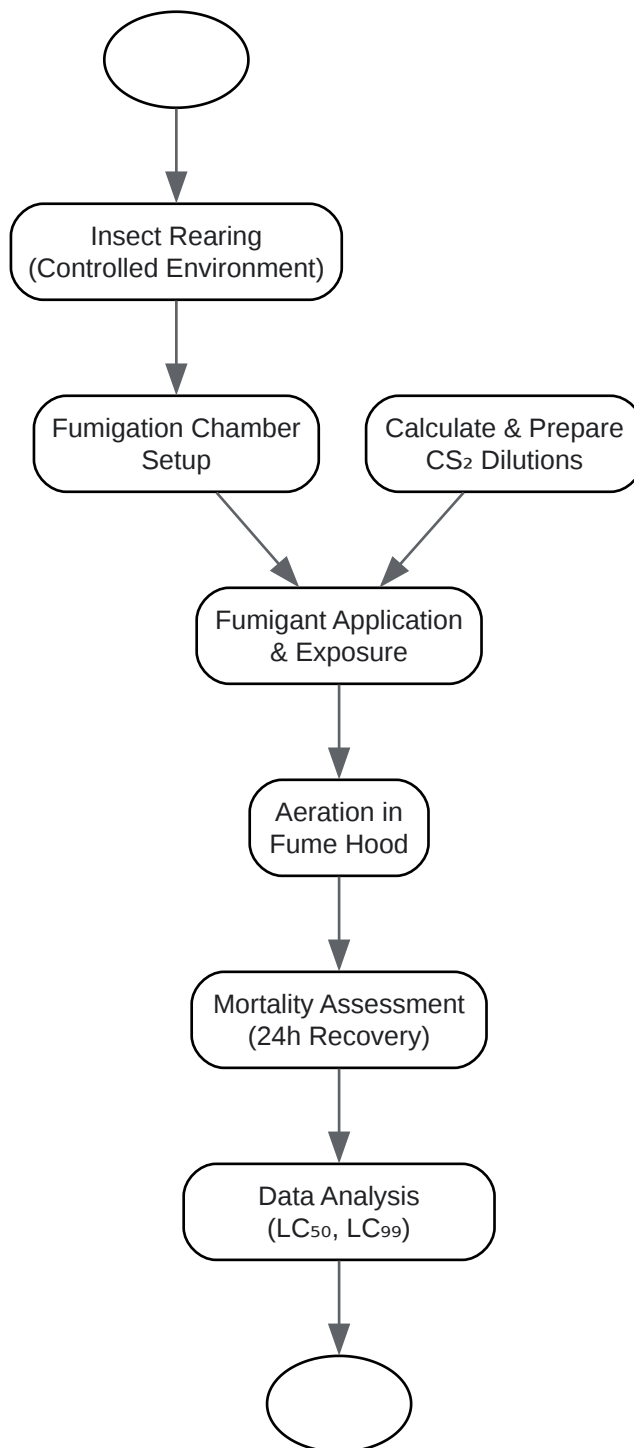 Insect Rearing
(Controlled Environment)
Fumigation Chamber
Setup
Calculate & Prepare
CS₂ Dilutions
Fumigant Application
& Exposure
Aeration in
Fume Hood
Mortality Assessment
(24h Recovery)
Data Analysis
(LC₅₀, LC₉₉)